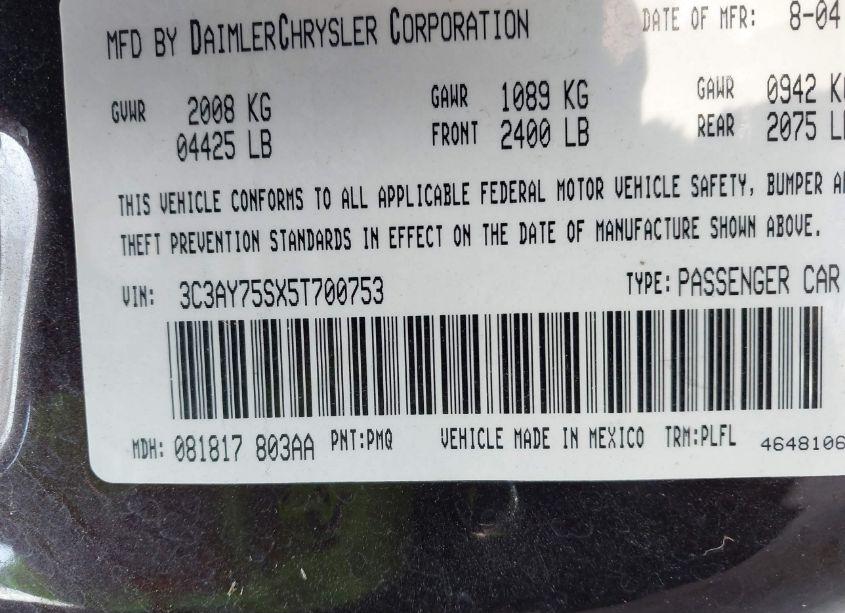 MFD BY DAIMLERCHRYSLER CORPORATION DATE OF MFR: 8-04
GVWR 2008 KG GAWR 1089 KG GAWR 0942 KG
04425 LB FRONT 2400 LB REAR 2075 LB
THIS VEHICLE CONFORMS TO ALL APPLICABLE FEDERAL MOTOR VEHICLE SAFETY, BUMPER AN
THEFT PREVENTION STANDARDS IN EFFECT ON THE DATE OF MANUFACTURE SHOWN ABOVE.
VIN: 3C3AY75SX5T700753 TYPE: PASSENGER CAR
MDH: 081817 803AA PNT:PMQ VEHICLE MADE IN MEXICO TRM:PLFL 4648106